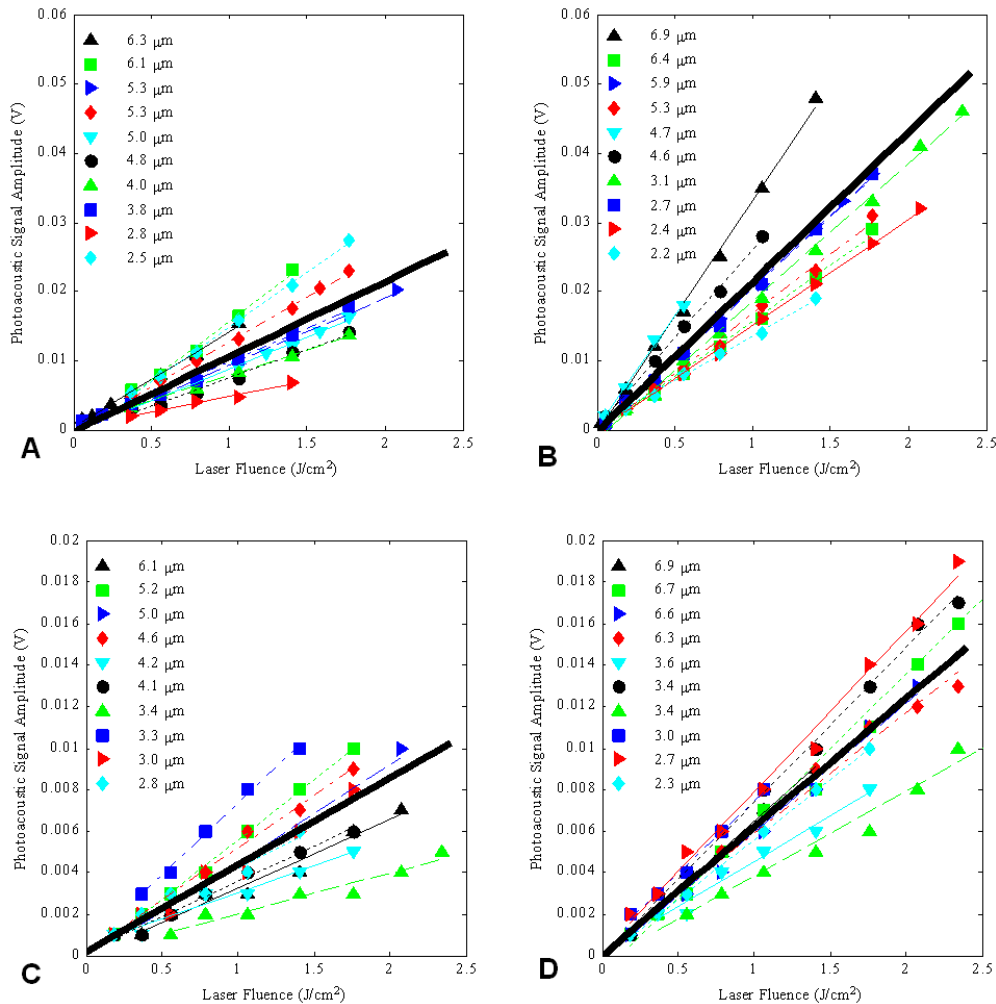 0.06
0.05
0.04
0.03
0.02
0.01
0
Photoacoustic Signal Amplitude (V)
6.3 μm
6.1 μm
5.3 μm
5.3 μm
5.0 μm
4.8 μm
4.0 μm
3.8 μm
2.8 μm
2.5 μm
0 0.5 1 1.5 2 2.5
Laser Fluence (J/cm²)
A
0.06
0.05
0.04
0.03
0.02
0.01
0
Photoacoustic Signal Amplitude (V)
6.9 μm
6.4 μm
5.9 μm
5.3 μm
4.7 μm
4.6 μm
3.1 μm
2.7 μm
2.4 μm
2.2 μm
0 0.5 1 1.5 2 2.5
Laser Fluence (J/cm²)
B
0.02
0.018
0.016
0.014
0.012
0.01
0.008
0.006
0.004
0.002
0
Photoacoustic Signal Amplitude (V)
6.1 μm
5.2 μm
5.0 μm
4.6 μm
4.2 μm
4.1 μm
3.4 μm
3.3 μm
3.0 μm
2.8 μm
0 0.5 1 1.5 2 2.5
Laser Fluence (J/cm²)
C
0.02
0.018
0.016
0.014
0.012
0.01
0.008
0.006
0.004
0.002
0
Photoacoustic Signal Amplitude (V)
6.9 μm
6.7 μm
6.6 μm
6.3 μm
3.6 μm
3.4 μm
3.4 μm
3.0 μm
2.7 μm
2.3 μm
0 0.5 1 1.5 2 2.5
Laser Fluence (J/cm²)
D